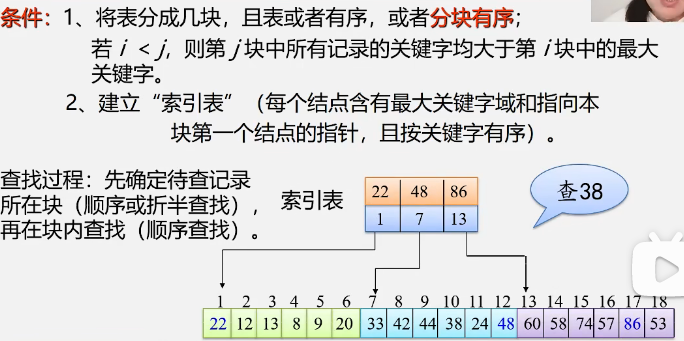 条件：1、将表分成几块，且表或者有序，或者分块有序；
若 i < j，则第 j 块中所有记录的关键字均大于第 i 块中的最大
关键字。
2、建立“索引表”（每个结点含有最大关键字域和指向本
块第一个结点的指针，且按关键字有序）。
查找过程：先确定待查记录
所在块（顺序或折半查找），
再在块内查找（顺序查找）。
索引表
22 48 86
1 7 13
查38
1 2 3 4 5 6 7 8 9 10 11 12 13 14 15 16 17 18
22 12 13 8 9 20 33 42 44 38 24 48 60 58 74 57 86 53